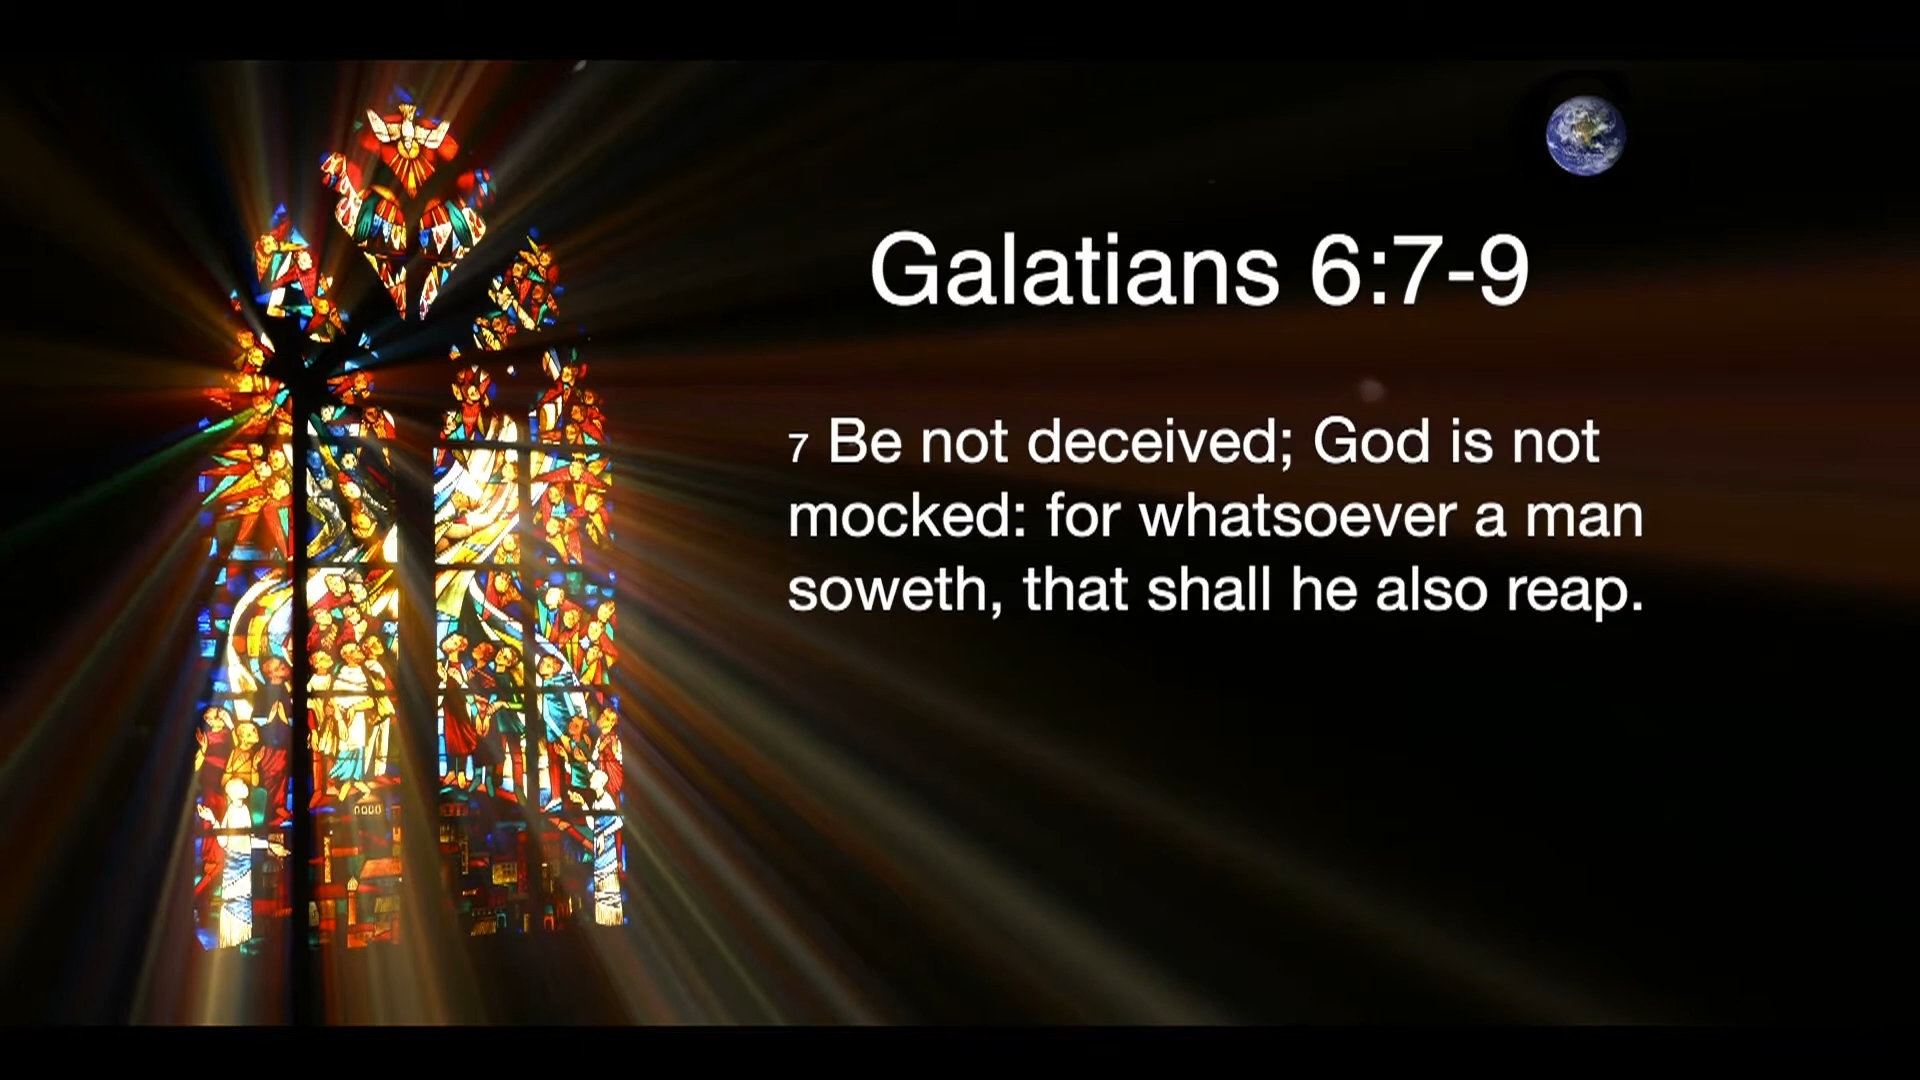 Galatians 6:7-9
7 Be not deceived; God is not
mocked: for whatsoever a man
soweth, that shall he also reap.